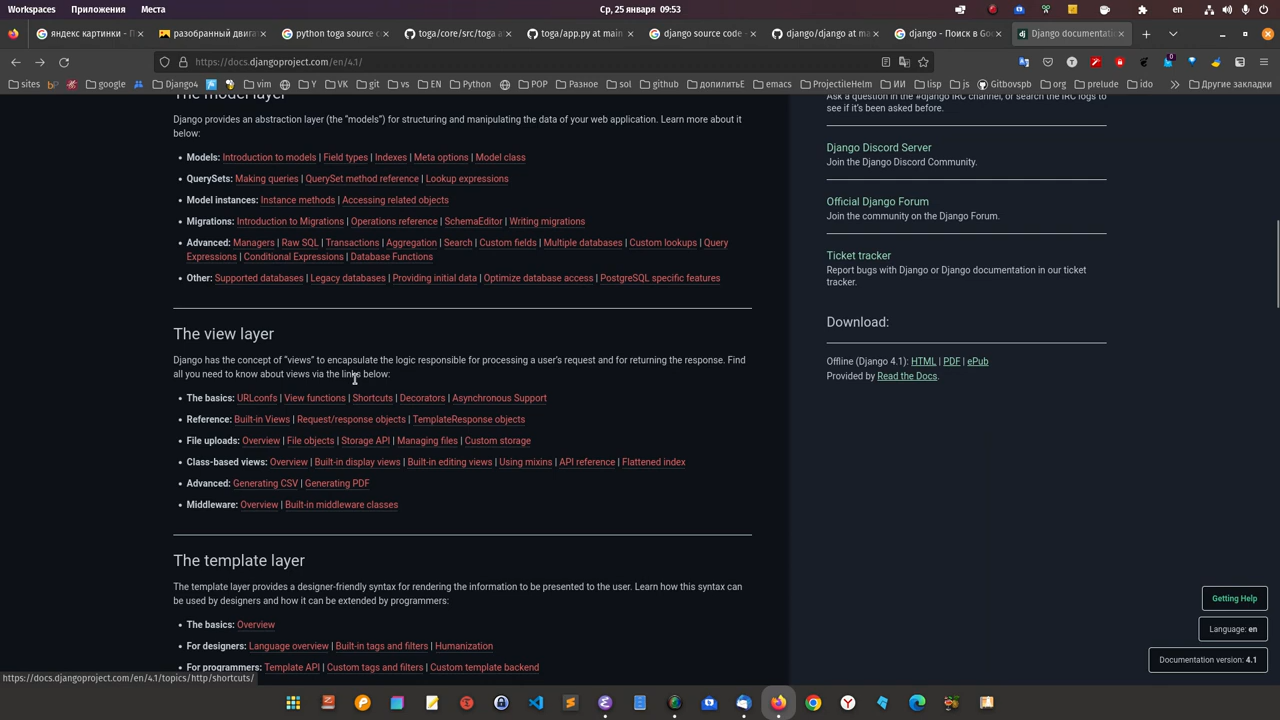 Workspaces Приложения Места Ср, 25 января 09:53 en
яндекс картинки - П разобранный двиг python toga source c toga/core/src/toga a toga/app.py at main django source code - django/django at ma django - Поиск в Go Django documentati
https://docs.djangoproject.com/en/4.1/
sites google Django4 git Y VK EN Python POP Разное sol github допилитьЕ emacs ProjectileHelm ИИ lisp js Gitbovspb org prelude ido Другие закладки
The model layer
Django provides an abstraction layer (the “models”) for structuring and manipulating the data of your web application. Learn more about it
below:
• Models: Introduction to models | Field types | Indexes | Meta options | Model class
• QuerySets: Making queries | QuerySet method reference | Lookup expressions
• Model instances: Instance methods | Accessing related objects
• Migrations: Introduction to Migrations | Operations reference | SchemaEditor | Writing migrations
• Advanced: Managers | Raw SQL | Transactions | Aggregation | Search | Custom fields | Multiple databases | Custom lookups | Query
Expressions | Conditional Expressions | Database Functions
• Other: Supported databases | Legacy databases | Providing initial data | Optimize database access | PostgreSQL specific features
The view layer
Django has the concept of “views” to encapsulate the logic responsible for processing a user’s request and for returning the response. Find
all you need to know about views via the links below:
• The basics: URLconfs | View functions | Shortcuts | Decorators | Asynchronous Support
• Reference: Built-in Views | Request/response objects | TemplateResponse objects
• File uploads: Overview | File objects | Storage API | Managing files | Custom storage
• Class-based views: Overview | Built-in display views | Built-in editing views | Using mixins | API reference | Flattened index
• Advanced: Generating CSV | Generating PDF
• Middleware: Overview | Built-in middleware classes
The template layer
The template layer provides a designer-friendly syntax for rendering the information to be presented to the user. Learn how this syntax can
be used by designers and how it can be extended by programmers:
• The basics: Overview
• For designers: Language overview | Built-in tags and filters | Humanization
• For programmers: Template API | Custom tags and filters | Custom template backend
Ask a question in the #django IRC channel, or search the IRC logs to
see if it’s been asked before.
Django Discord Server
Join the Django Discord Community.
Official Django Forum
Join the community on the Django Forum.
Ticket tracker
Report bugs with Django or Django documentation in our ticket
tracker.
Download:
Offline (Django 4.1): HTML | PDF | ePub
Provided by Read the Docs.
Getting Help
Language: en
Documentation version: 4.1
https://docs.djangoproject.com/en/4.1/topics/http/shortcuts/